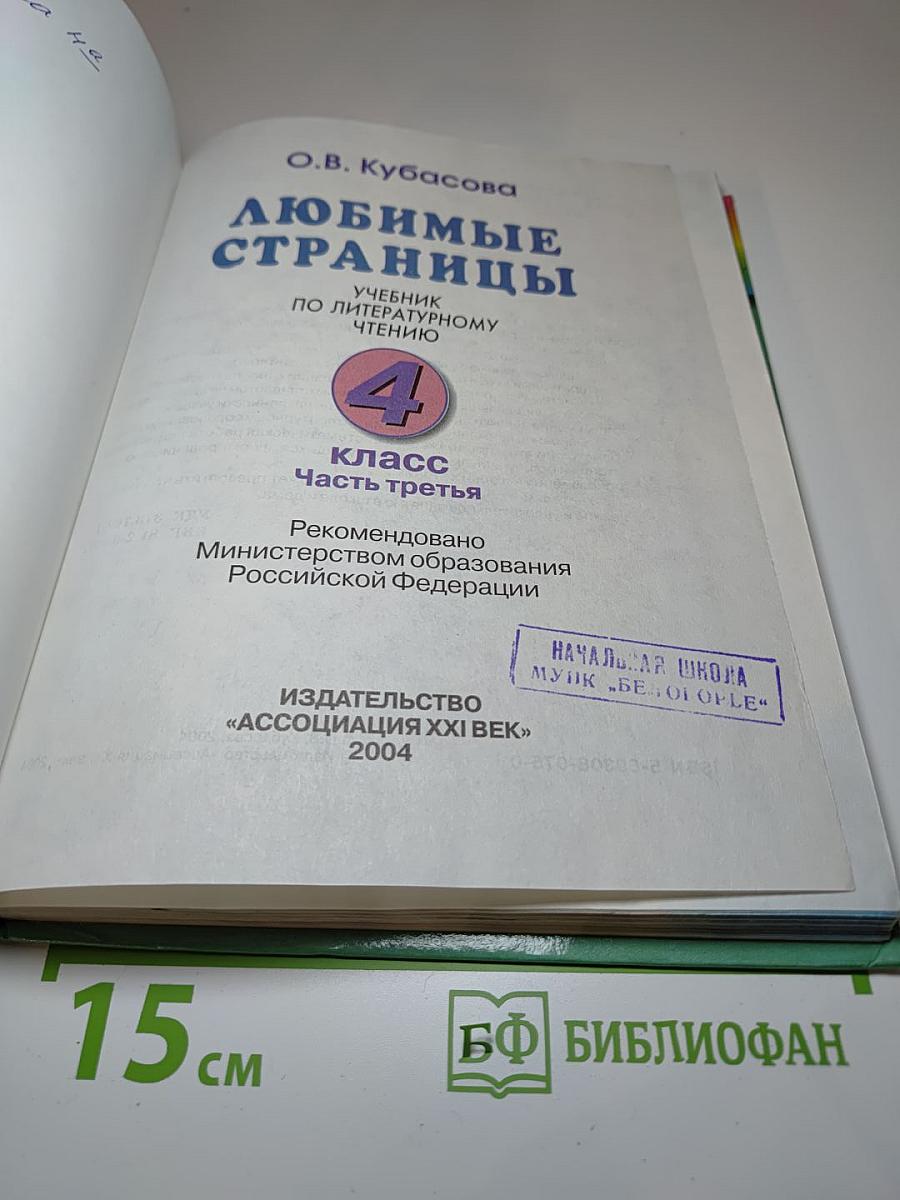 на
О.В. Кубасова
ЛЮБИМЫЕ
СТРАНИЦЫ
УЧЕБНИК
ПО ЛИТЕРАТУРНОМУ
ЧТЕНИЮ
4
класс
Часть третья
Рекомендовано
Министерством образования
Российской Федерации
НАЧАЛЬНАЯ ШКОЛА
МУПК
ИЗДАТЕЛЬСТВО
«АССОЦИАЦИЯ XXI ВЕК»
2004
15 см
БФ БИБЛИОФАН